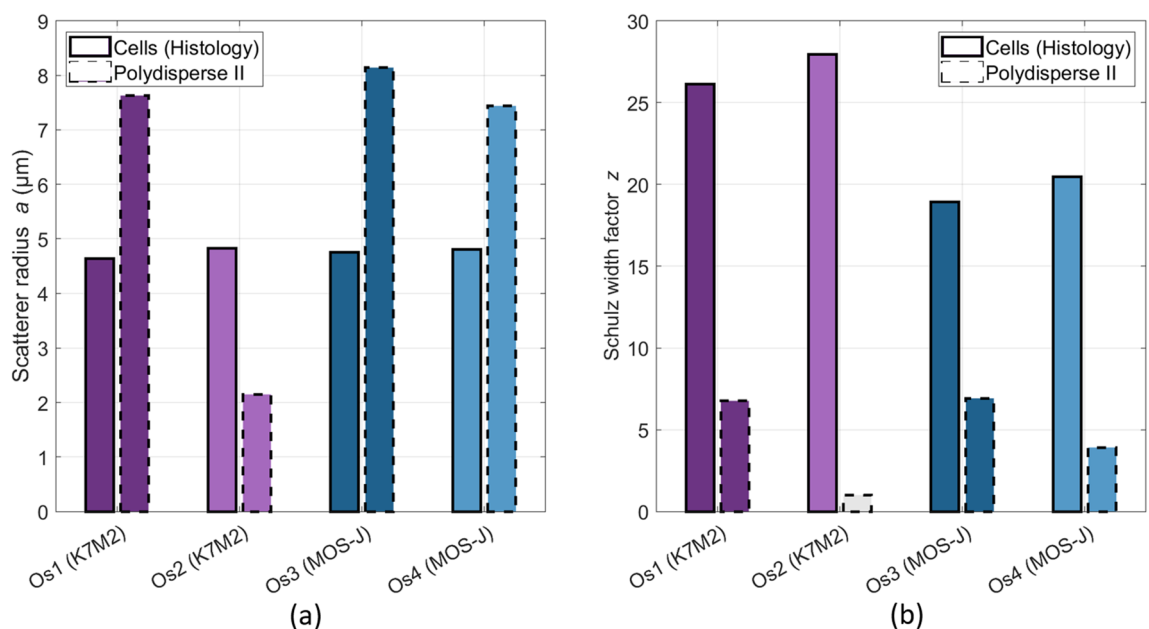 9
8
7
6
5
4
3
2
1
0
Scatterer radius a (µm)
Cells (Histology)
Polydisperse II
Os1 (K7M2)
Os2 (K7M2)
Os3 (MOS-J)
Os4 (MOS-J)
(a)
30
25
20
15
10
5
0
Schulz width factor z
Cells (Histology)
Polydisperse II
Os1 (K7M2)
Os2 (K7M2)
Os3 (MOS-J)
Os4 (MOS-J)
(b)